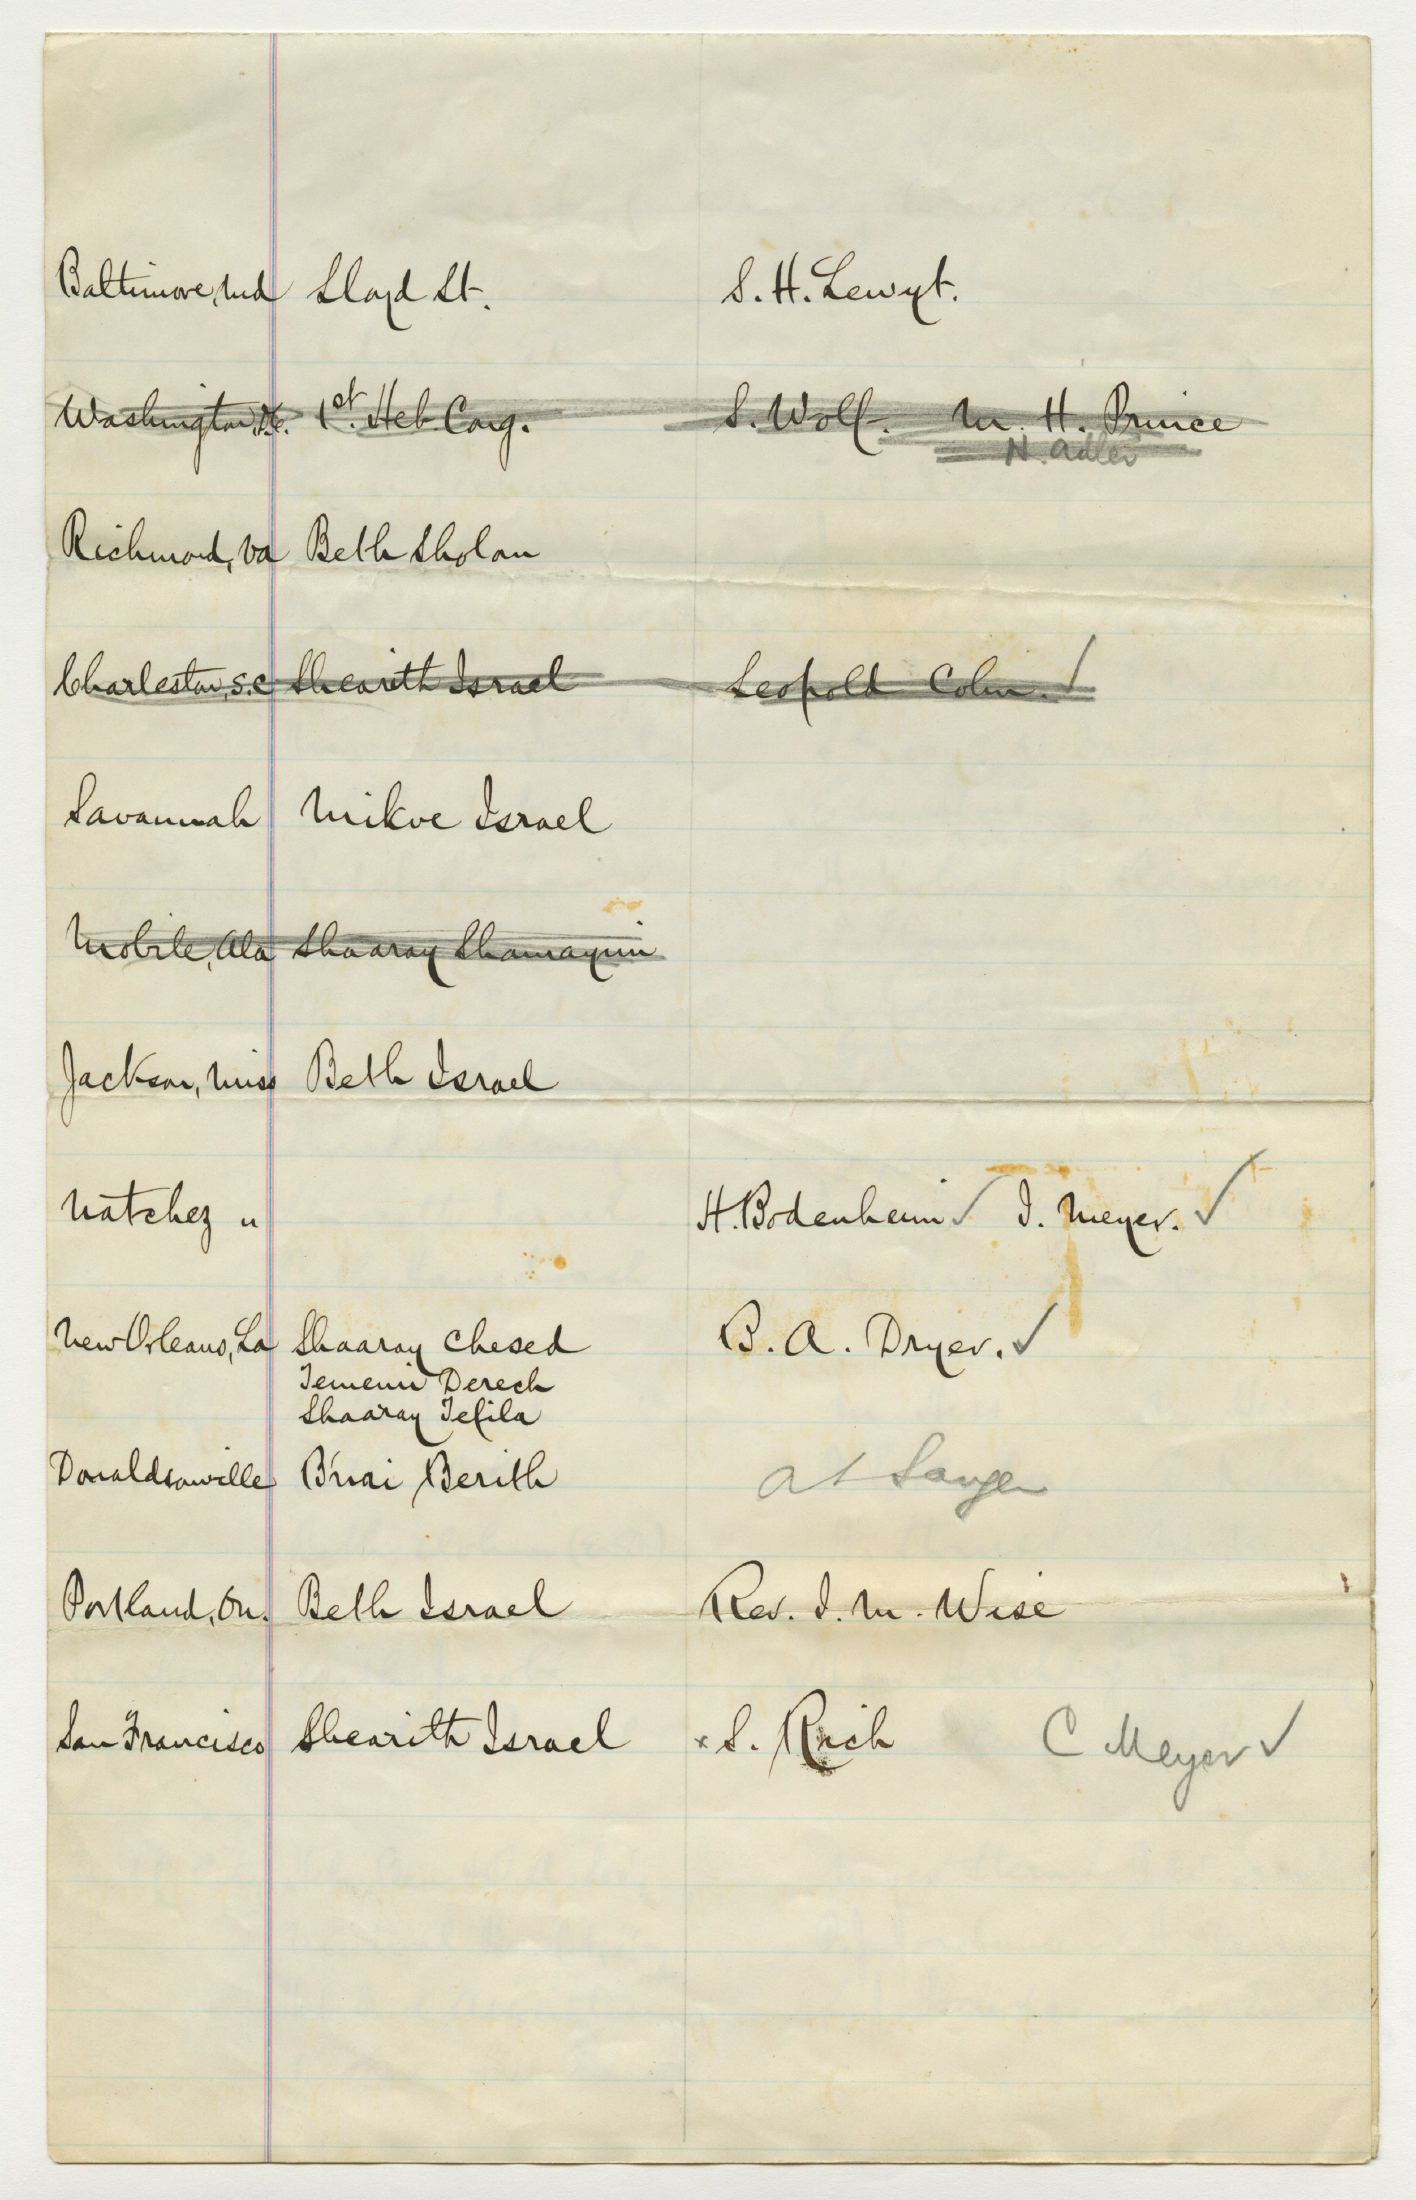 Baltimore, Md Lloyd St. S. H. Lewyt.
Washington, D.C. 1st Heb Cong. S. Wolf. M. H. Prince
N. Adler
Richmond, Va Beth Sholom
Charleston, S.C Shearith Israel Leopold Cohn. ✓
Savannah Mikve Israel
Mobile, Ala Shaaray Shamayim
Jackson, Miss Beth Israel
Natchez " H. Bodenheim ✓ I. Meyer. ✓
New Orleans, La Shaaray Chesed B. A. Dryer. ✓
Tememi Derech
Shaaray Tefila
Donaldsonville B'nai Berith
Portland, On. Beth Israel Rev. I. M. Wise
San Francisco Shearith Israel x S. Rich C Meyer ✓